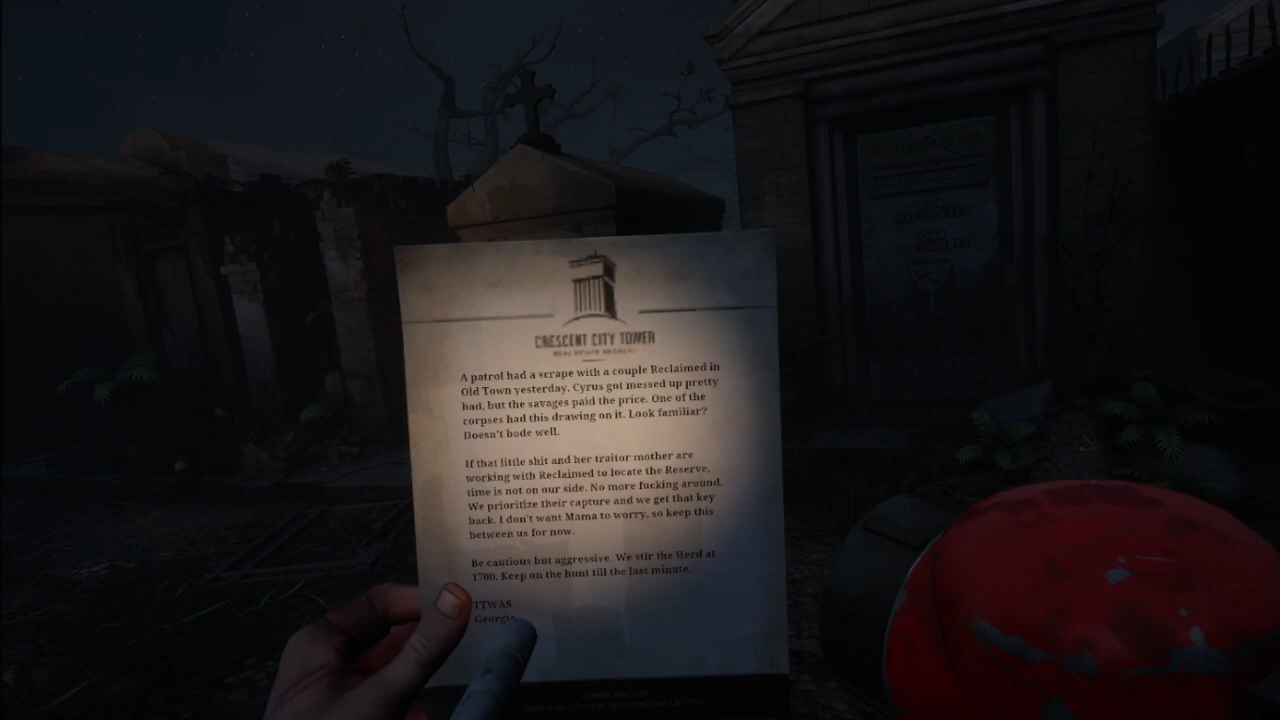 CRESCENT CITY TOWER
REAL ESTATE BROKERS
A patrol had a scrape with a couple Reclaimed in
Old Town yesterday. Cyrus got messed up pretty
bad, but the savages paid the price. One of the
corpses had this drawing on it. Look familiar?
Doesn't bode well.
If that little shit and her traitor mother are
working with Reclaimed to locate the Reserve,
time is not on our side. No more fucking around.
We prioritize their capture and we get that key
back. I don't want Mama to worry, so keep this
between us for now.
Be cautious but aggressive. We stir the Herd at
1700. Keep on the hunt till the last minute.
TTWAS
Georgia